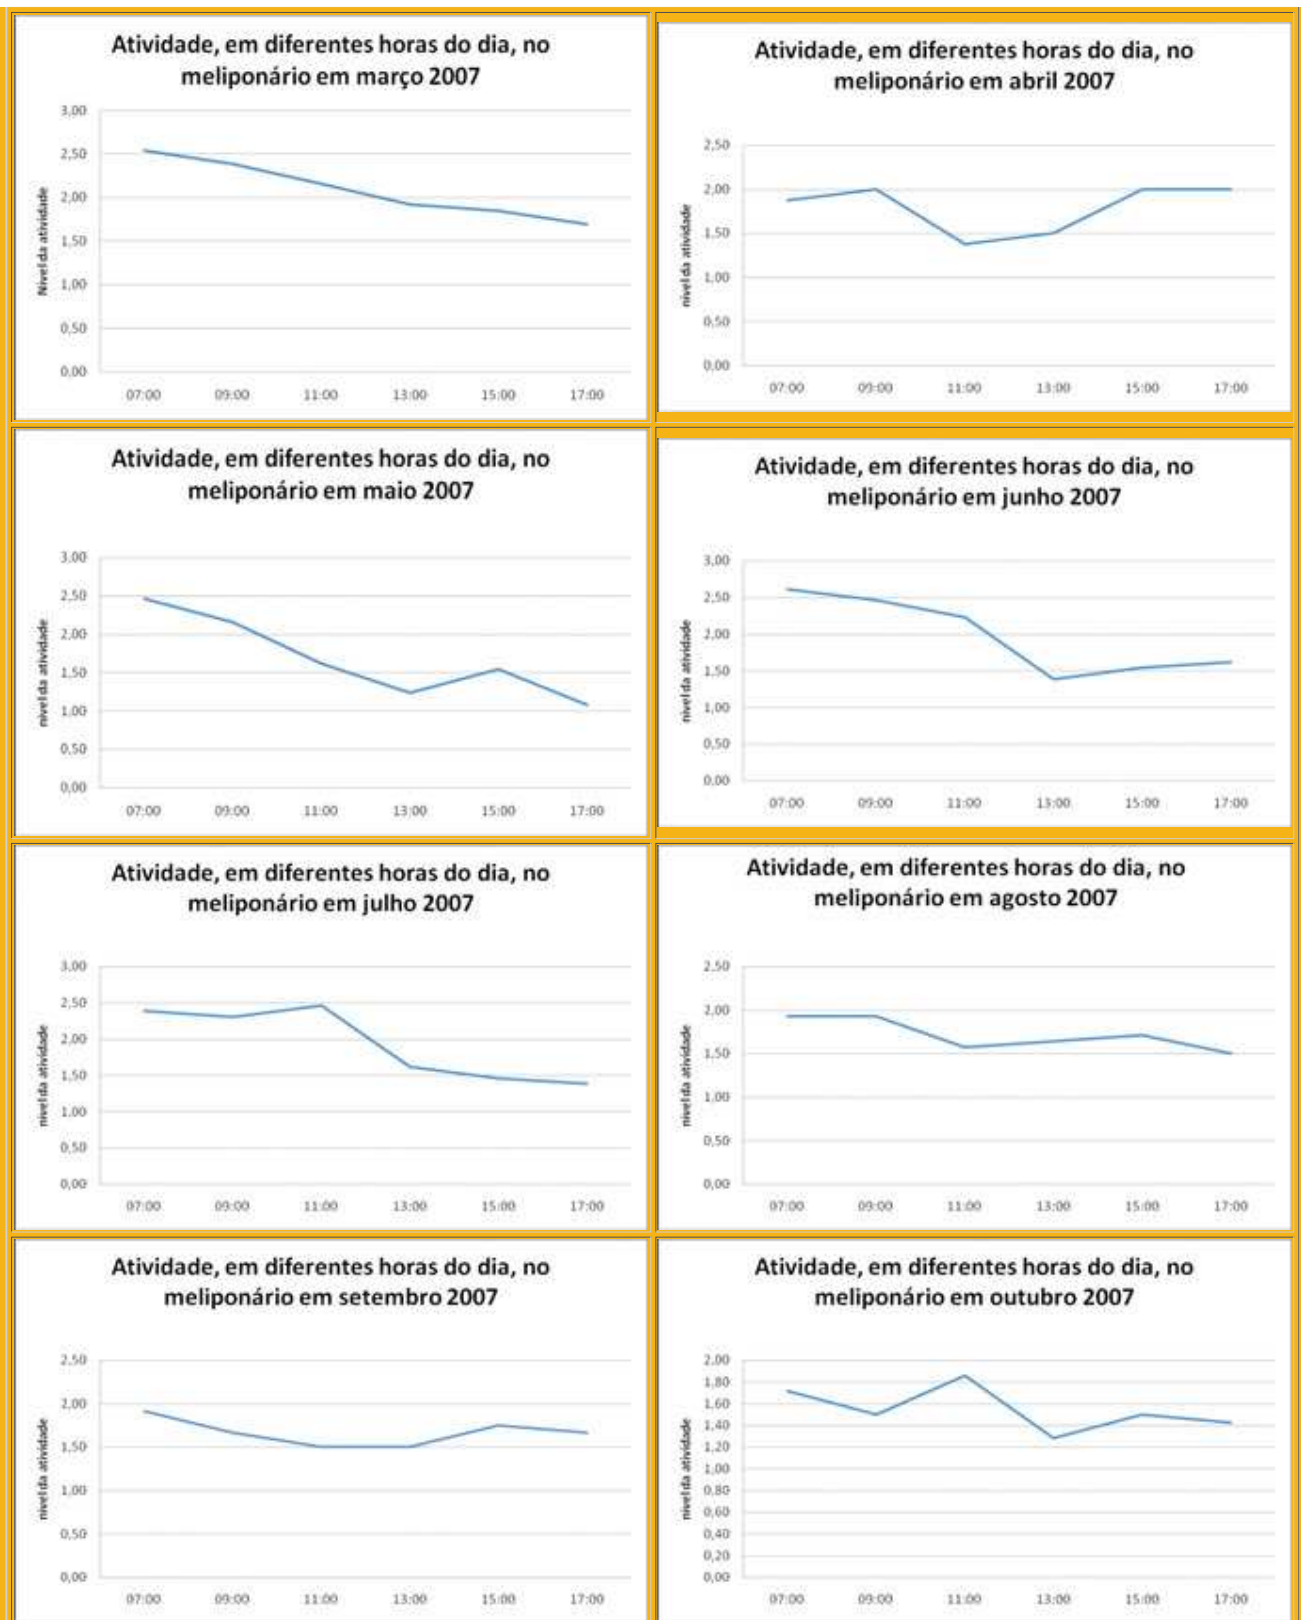 Atividade, em diferentes horas do dia, no
meliponário em março 2007
3,00
2,50
2,00
1,50
1,00
0,50
0,00
Nível da atividade
07:00 09:00 11:00 13:00 15:00 17:00
Atividade, em diferentes horas do dia, no
meliponário em abril 2007
2,50
2,00
1,50
1,00
0,50
0,00
nível da atividade
07:00 09:00 11:00 13:00 15:00 17:00
Atividade, em diferentes horas do dia, no
meliponário em maio 2007
3,00
2,50
2,00
1,50
1,00
0,50
0,00
nível da atividade
07:00 09:00 11:00 13:00 15:00 17:00
Atividade, em diferentes horas do dia, no
meliponário em junho 2007
3,00
2,50
2,00
1,50
1,00
0,50
0,00
nível da atividade
07:00 09:00 11:00 13:00 15:00 17:00
Atividade, em diferentes horas do dia, no
meliponário em julho 2007
3,00
2,50
2,00
1,50
1,00
0,50
0,00
nível da atividade
07:00 09:00 11:00 13:00 15:00 17:00
Atividade, em diferentes horas do dia, no
meliponário em agosto 2007
2,50
2,00
1,50
1,00
0,50
0,00
nível da atividade
07:00 09:00 11:00 13:00 15:00 17:00
Atividade, em diferentes horas do dia, no
meliponário em setembro 2007
2,50
2,00
1,50
1,00
0,50
0,00
nível da atividade
07:00 09:00 11:00 13:00 15:00 17:00
Atividade, em diferentes horas do dia, no
meliponário em outubro 2007
2,00
1,80
1,60
1,40
1,20
1,00
0,80
0,60
0,40
0,20
0,00
nível da atividade
07:00 09:00 11:00 13:00 15:00 17:00